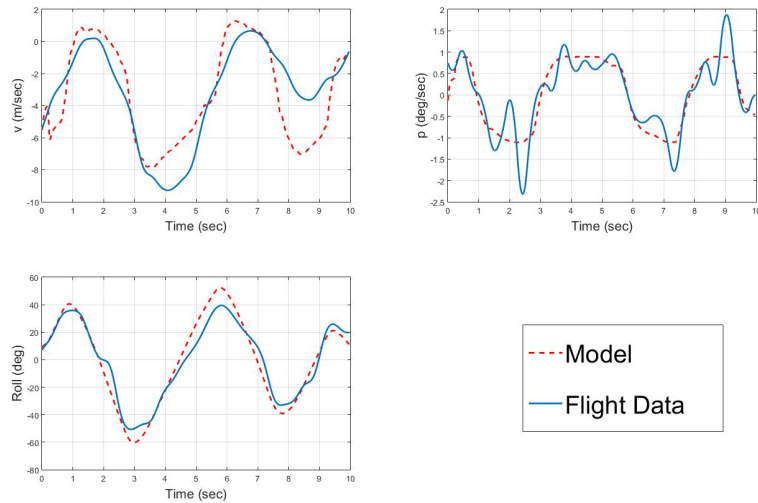 2
0
-2
-4
-6
-8
-10
v (m/sec)
0 1 2 3 4 5 6 7 8 9 10
Time (sec)
2
1.5
1
0.5
0
-0.5
-1
-1.5
-2
-2.5
p (deg/sec)
0 1 2 3 4 5 6 7 8 9 10
Time (sec)
60
40
20
0
-20
-40
-60
-80
Roll (deg)
0 1 2 3 4 5 6 7 8 9 10
Time (sec)
Model
Flight Data